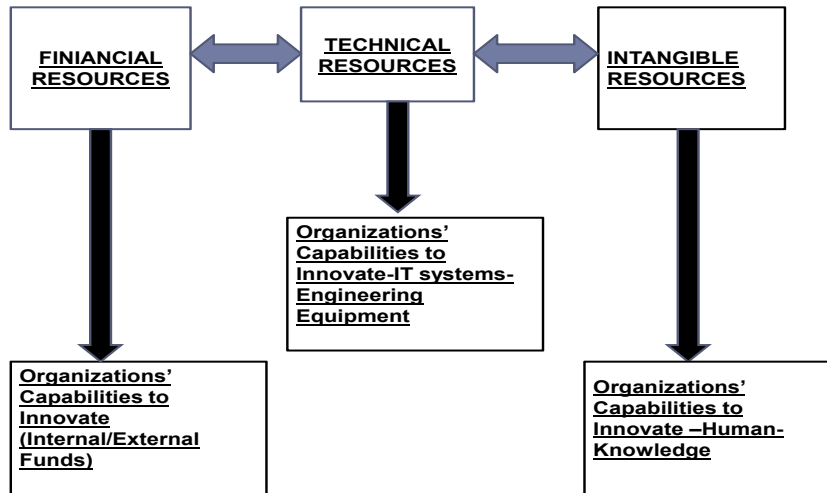 FINIANCIAL
RESOURCES
TECHNICAL
RESOURCES
INTANGIBLE
RESOURCES
Organizations’
Capabilities to
Innovate-IT systems-
Engineering
Equipment
Organizations’
Capabilities to
Innovate
(Internal/External
Funds)
Organizations’
Capabilities to
Innovate –Human-
Knowledge